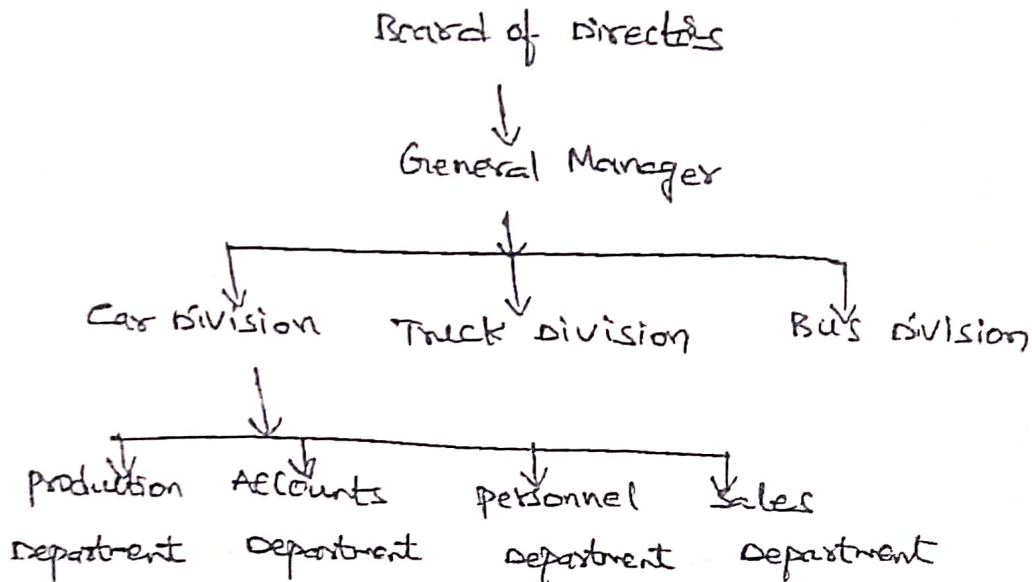 Board of Directors
General Manager
Car Division Truck Division Bus Division
Production Accounts Personnel Sales
Department Department Department Department